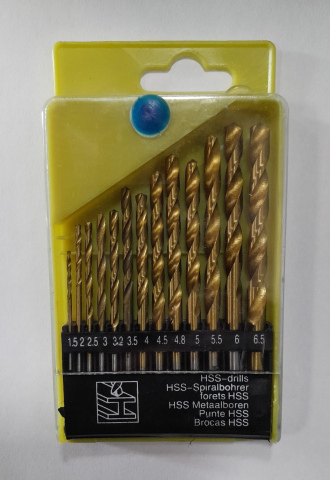 1.5 2 2.5 3 3.2 3.5 4 4.5 4.8 5 5.5 6 6.5
HSS-drills
HSS-Spiralbohrer
forets HSS
HSS Metaalboren
Punte HSS
Brocas HSS